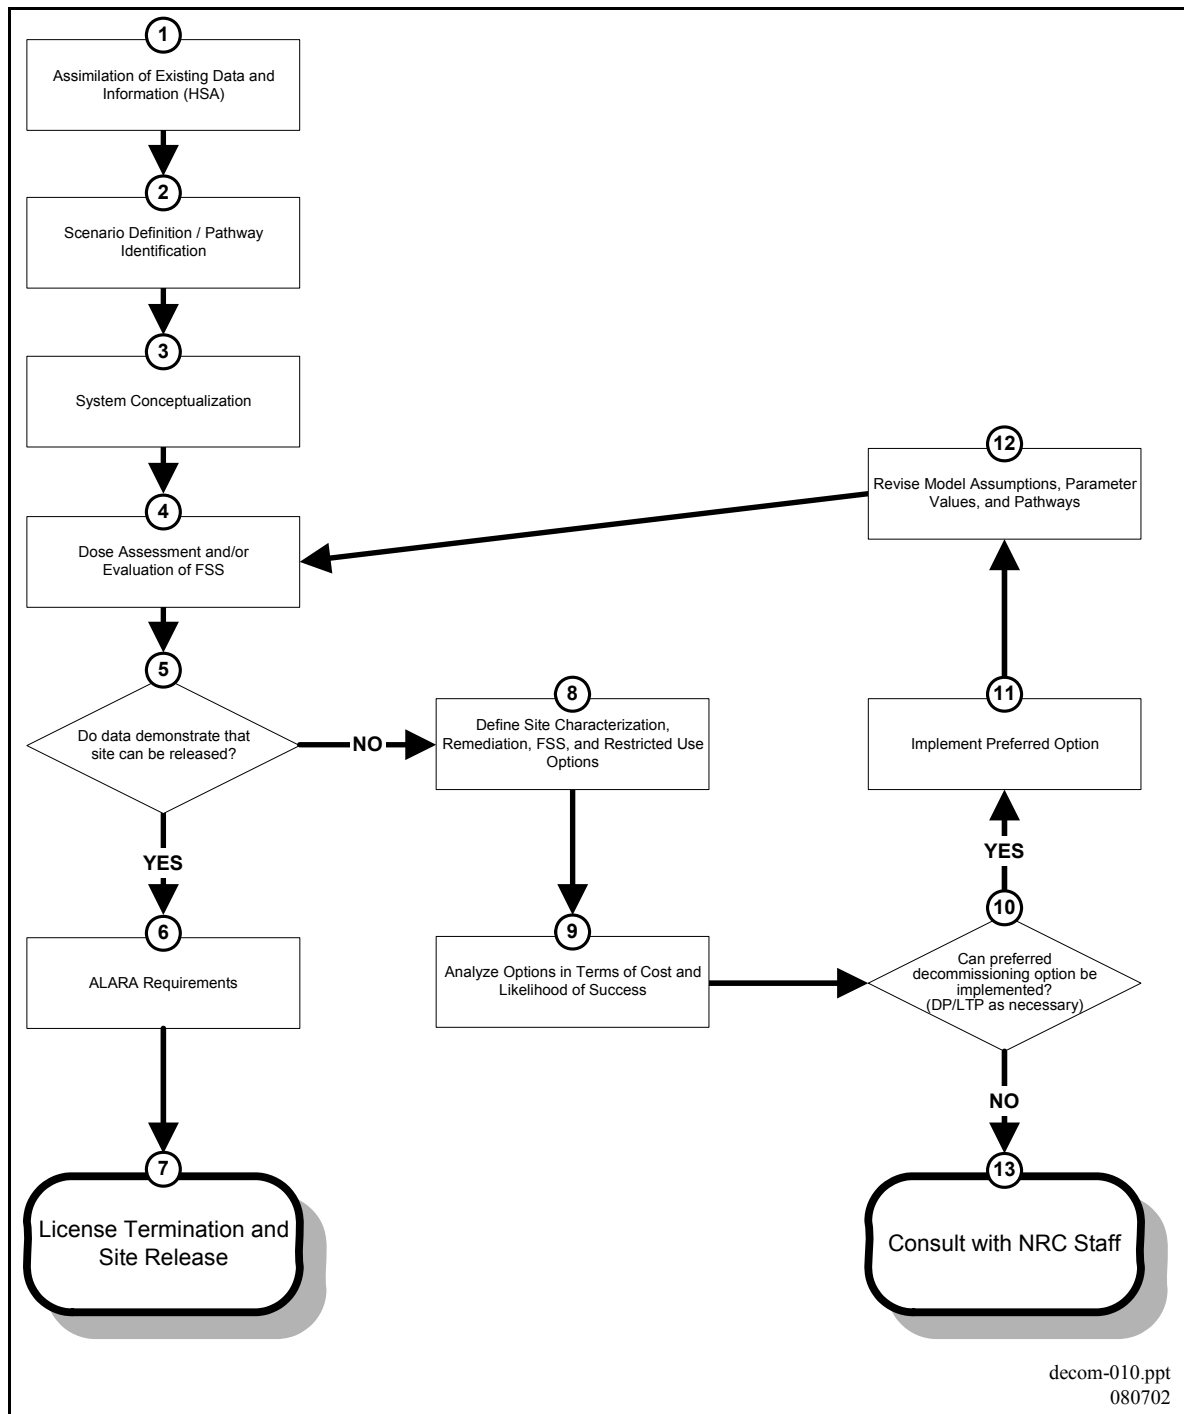 1
Assimilation of Existing Data and
Information (HSA)
2
Scenario Definition / Pathway
Identification
3
System Conceptualization
4
Dose Assessment and/or
Evaluation of FSS
5
Do data demonstrate that
site can be released?
NO
YES
6
ALARA Requirements
7
License Termination and
Site Release
8
Define Site Characterization,
Remediation, FSS, and Restricted Use
Options
9
Analyze Options in Terms of Cost and
Likelihood of Success
10
Can preferred
decommissioning option be
implemented?
(DP/LTP as necessary)
YES
11
Implement Preferred Option
12
Revise Model Assumptions, Parameter
Values, and Pathways
NO
13
Consult with NRC Staff
decom-010.ppt
080702